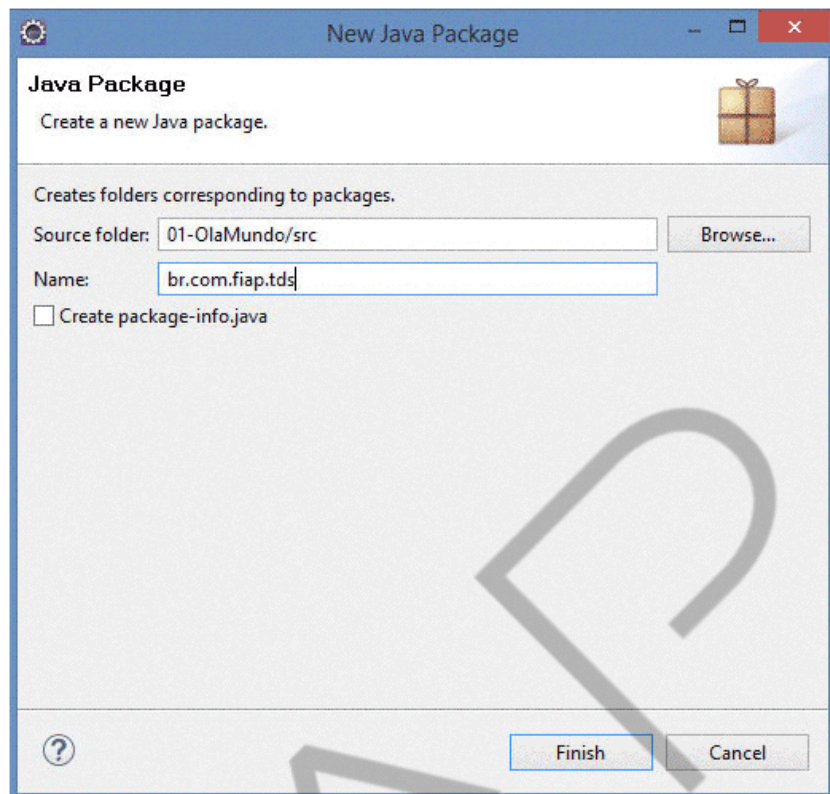 New Java Package
Java Package
Create a new Java package.
Creates folders corresponding to packages.
Source folder: 01-OlaMundo/src Browse...
Name: br.com.fiap.tds
Create package-info.java
? Finish Cancel